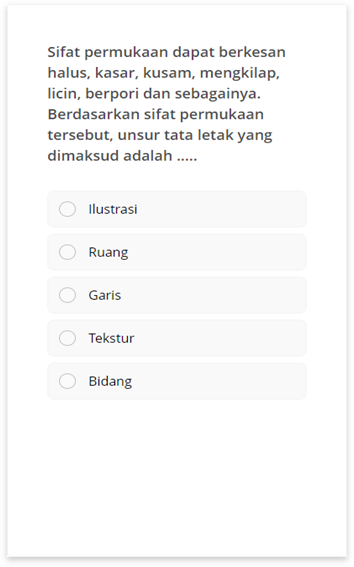 Sifat permukaan dapat berkesan
halus, kasar, kusam, mengkilap,
licin, berpori dan sebagainya.
Berdasarkan sifat permukaan
tersebut, unsur tata letak yang
dimaksud adalah .....
Ilustrasi
Ruang
Garis
Tekstur
Bidang